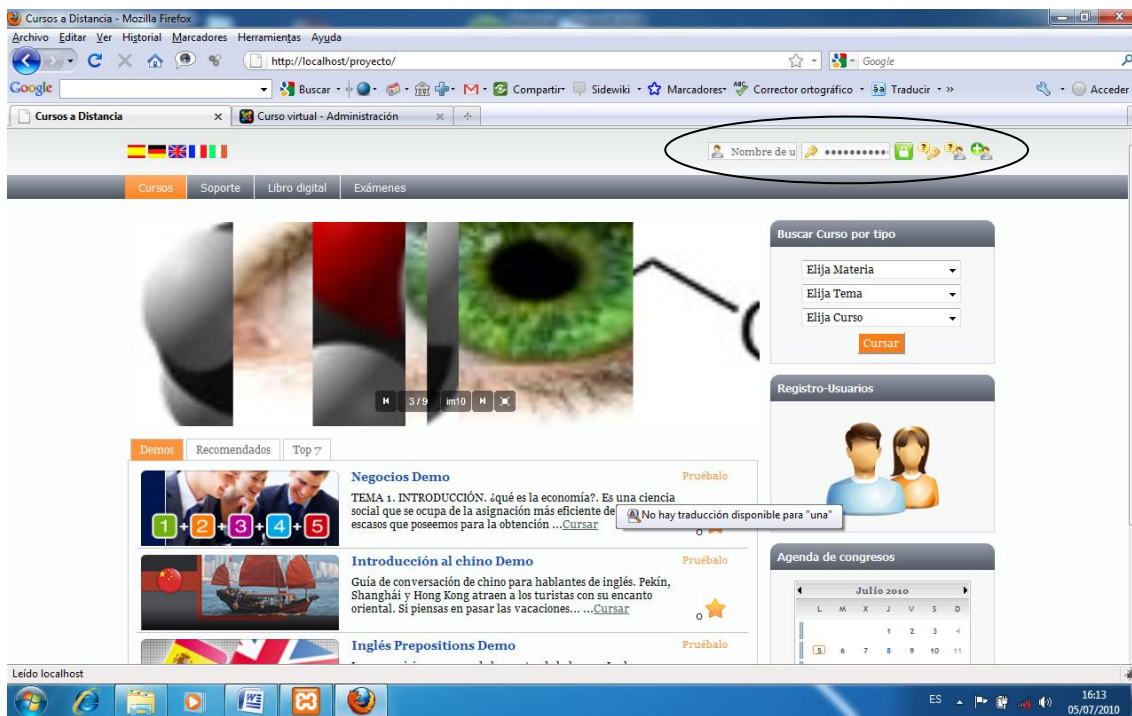 Cursos a Distancia - Mozilla Firefox
Archivo Editar Ver Historial Marcadores Herramientas Ayuda
http://localhost/proyecto/
Google
Google
Buscar
Compartir
Sidewiki
Marcadores
Corrector ortográfico
Traducir
Acceder
Cursos a Distancia
Curso virtual - Administración
Nombre de u
Cursos Soporte Libro digital Exámenes
3 / 9 im10
Demos Recomendados Top 7
Negocios Demo Pruébalo
TEMA 1. INTRODUCCIÓN. ¿qué es la economía?. Es una ciencia
social que se ocupa de la asignación más eficiente de
escasos que poseemos para la obtención ...Cursar
0
No hay traducción disponible para "una"
Introducción al chino Demo Pruébalo
Guía de conversación de chino para hablantes de inglés. Pekín,
Shanghái y Hong Kong atraen a los turistas con su encanto
oriental. Si piensas en pasar las vacaciones... ...Cursar
0
Inglés Prepositions Demo Pruébalo
1+2+3+4+5
Buscar Curso por tipo
Elija Materia
Elija Tema
Elija Curso
Cursar
Registro-Usuarios
Agenda de congresos
Julio 2010
L M X J V S D
1 2 3 4
5 6 7 8 9 10 11
Leído localhost
ES
16:13
05/07/2010